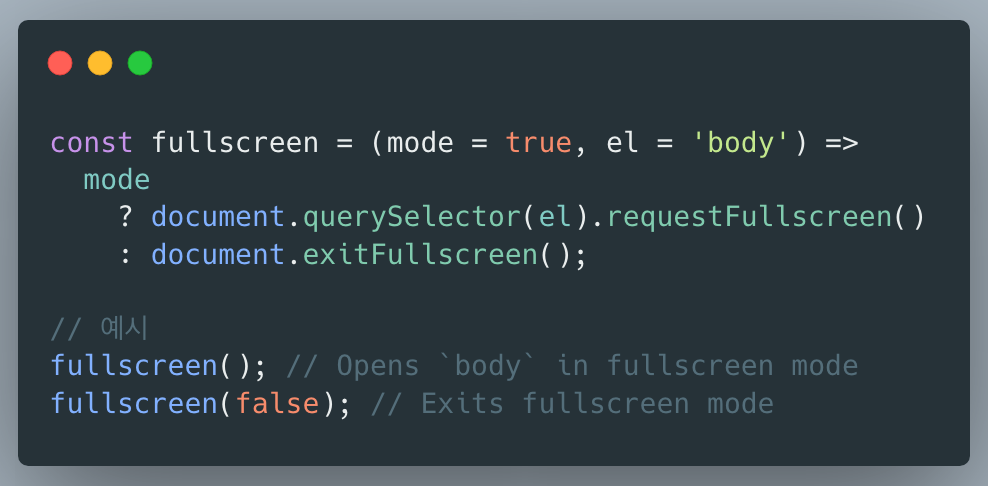 const fullscreen = (mode = true, el = 'body') =>
  mode
    ? document.querySelector(el).requestFullscreen()
    : document.exitFullscreen();

// 예시
fullscreen(); // Opens `body` in fullscreen mode
fullscreen(false); // Exits fullscreen mode